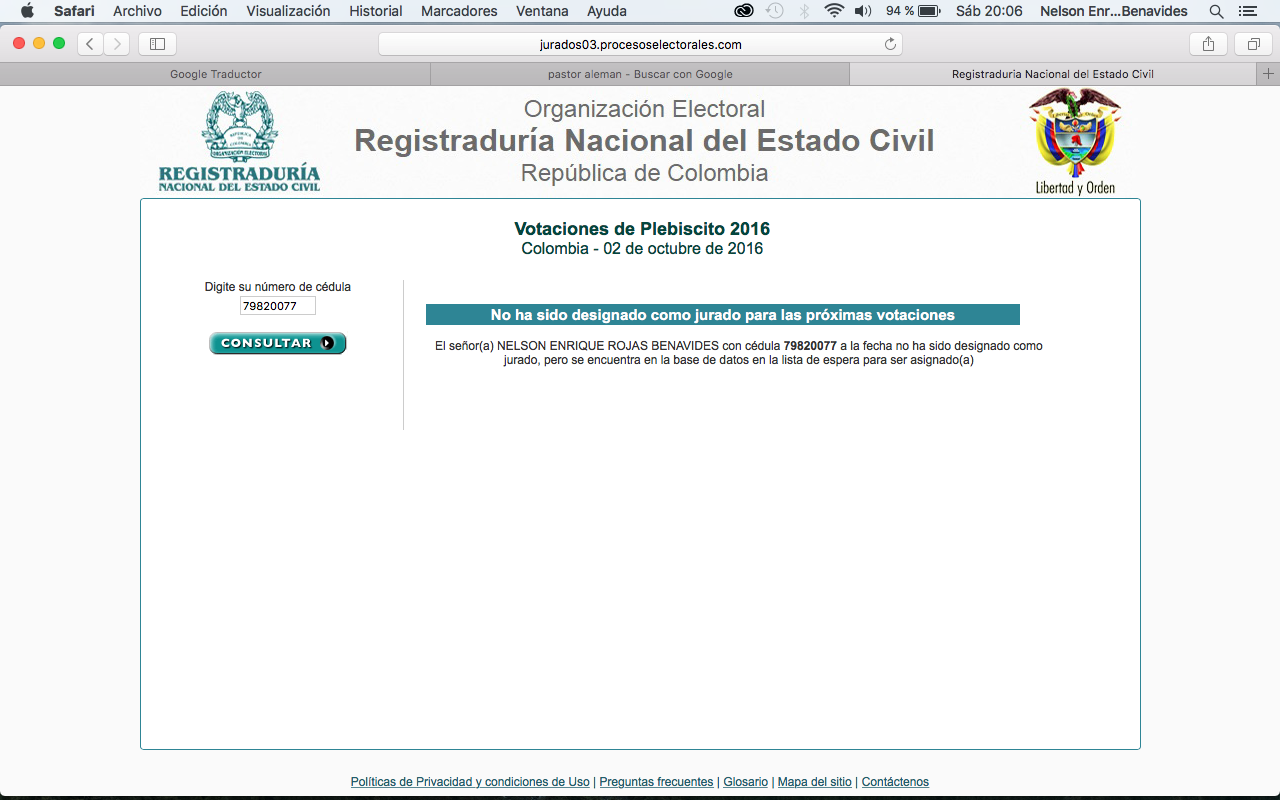 Safari Archivo Edición Visualización Historial Marcadores Ventana Ayuda 94 % Sáb 20:06 Nelson Enr...Benavides
jurados03.procesoselectorales.com
Google Traductor pastor aleman - Buscar con Google Registraduria Nacional del Estado Civil
REGISTRADURÍA
NACIONAL DEL ESTADO CIVIL
Organización Electoral
Registraduría Nacional del Estado Civil
República de Colombia
Libertad y Orden
Votaciones de Plebiscito 2016
Colombia - 02 de octubre de 2016
Digite su número de cédula
79820077
CONSULTAR
No ha sido designado como jurado para las próximas votaciones
El señor(a) NELSON ENRIQUE ROJAS BENAVIDES con cédula 79820077 a la fecha no ha sido designado como
jurado, pero se encuentra en la base de datos en la lista de espera para ser asignado(a)
Políticas de Privacidad y condiciones de Uso | Preguntas frecuentes | Glosario | Mapa del sitio | Contáctenos